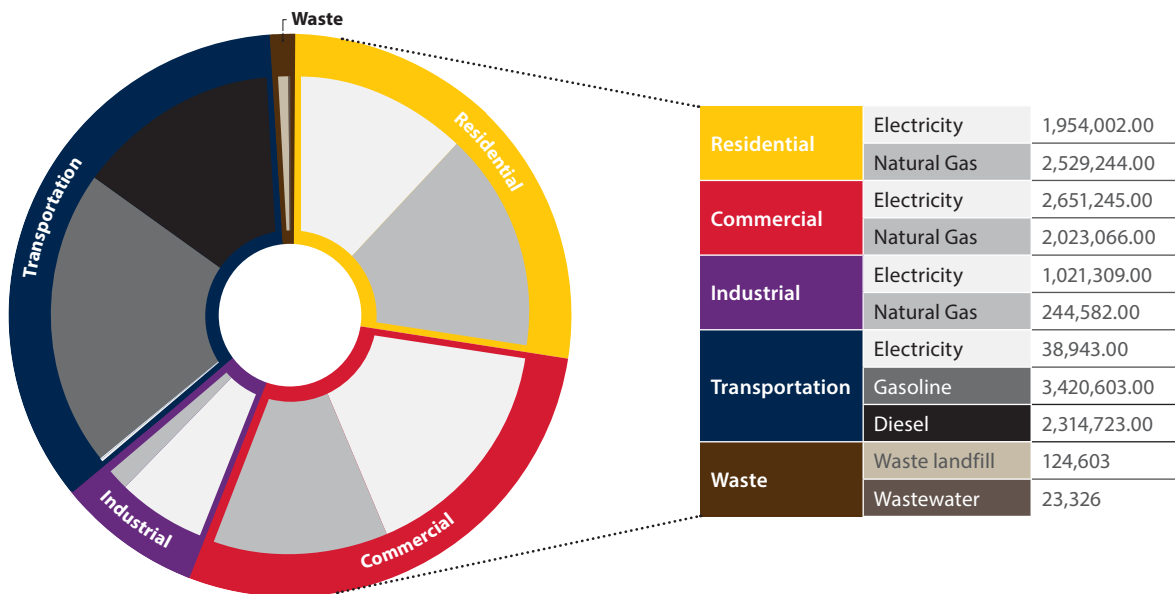 Waste
Residential
Transportation
Industrial
Commercial
Residential
Electricity 1,954,002.00
Natural Gas 2,529,244.00
Commercial
Electricity 2,651,245.00
Natural Gas 2,023,066.00
Industrial
Electricity 1,021,309.00
Natural Gas 244,582.00
Transportation
Electricity 38,943.00
Gasoline 3,420,603.00
Diesel 2,314,723.00
Waste
Waste landfill 124,603
Wastewater 23,326